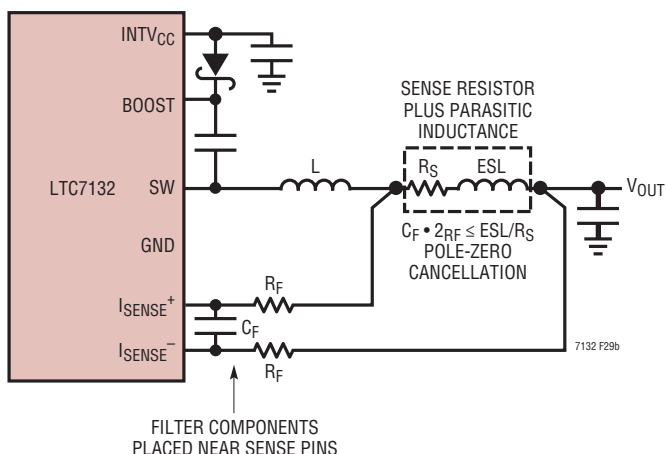 INTVCC
BOOST
LTC7132
SW
GND
ISENSE+
ISENSE–
L
SENSE RESISTOR
PLUS PARASITIC
INDUCTANCE
RS
ESL
VOUT
CF • 2RF ≤ ESL/RS
POLE-ZERO
CANCELLATION
RF
CF
RF
7132 F29b
FILTER COMPONENTS
PLACED NEAR SENSE PINS